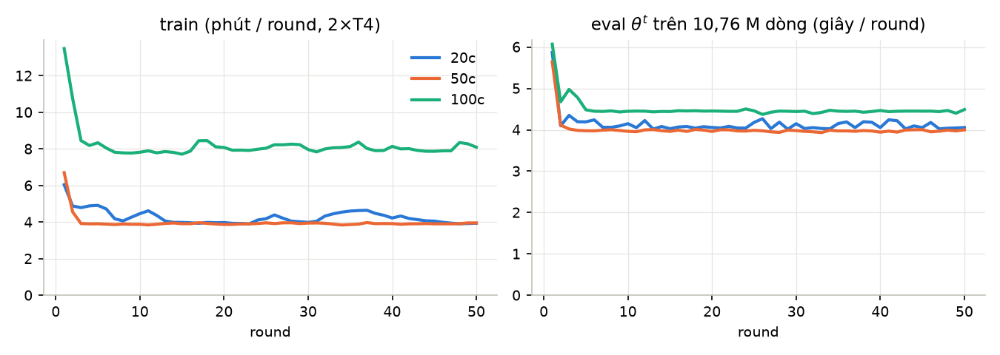 train (phút / round, 2×T4)
20c
50c
100c
12
10
8
6
4
2
0
0 10 20 30 40 50
round
eval θᵗ trên 10,76 M dòng (giây / round)
6
5
4
3
2
1
0
0 10 20 30 40 50
round